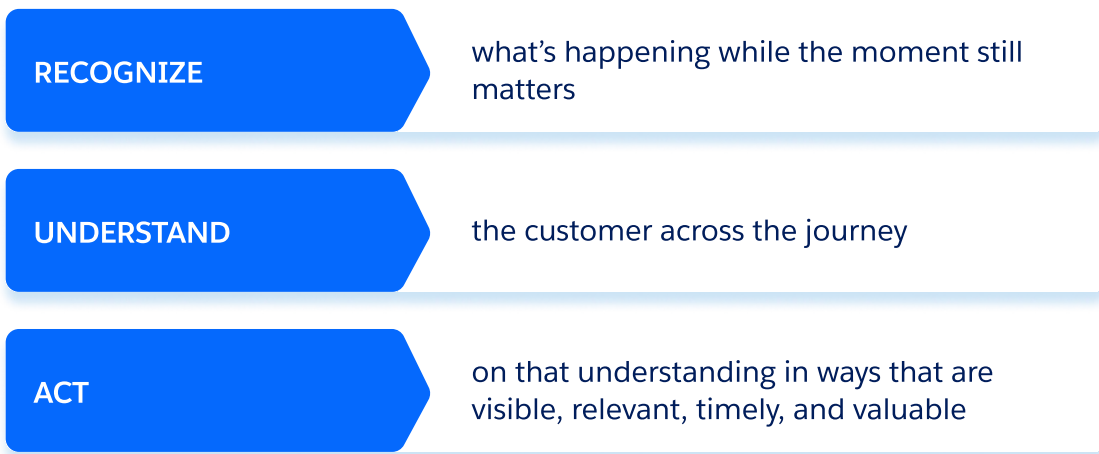 RECOGNIZE
what’s happening while the moment still
matters
UNDERSTAND
the customer across the journey
ACT
on that understanding in ways that are
visible, relevant, timely, and valuable